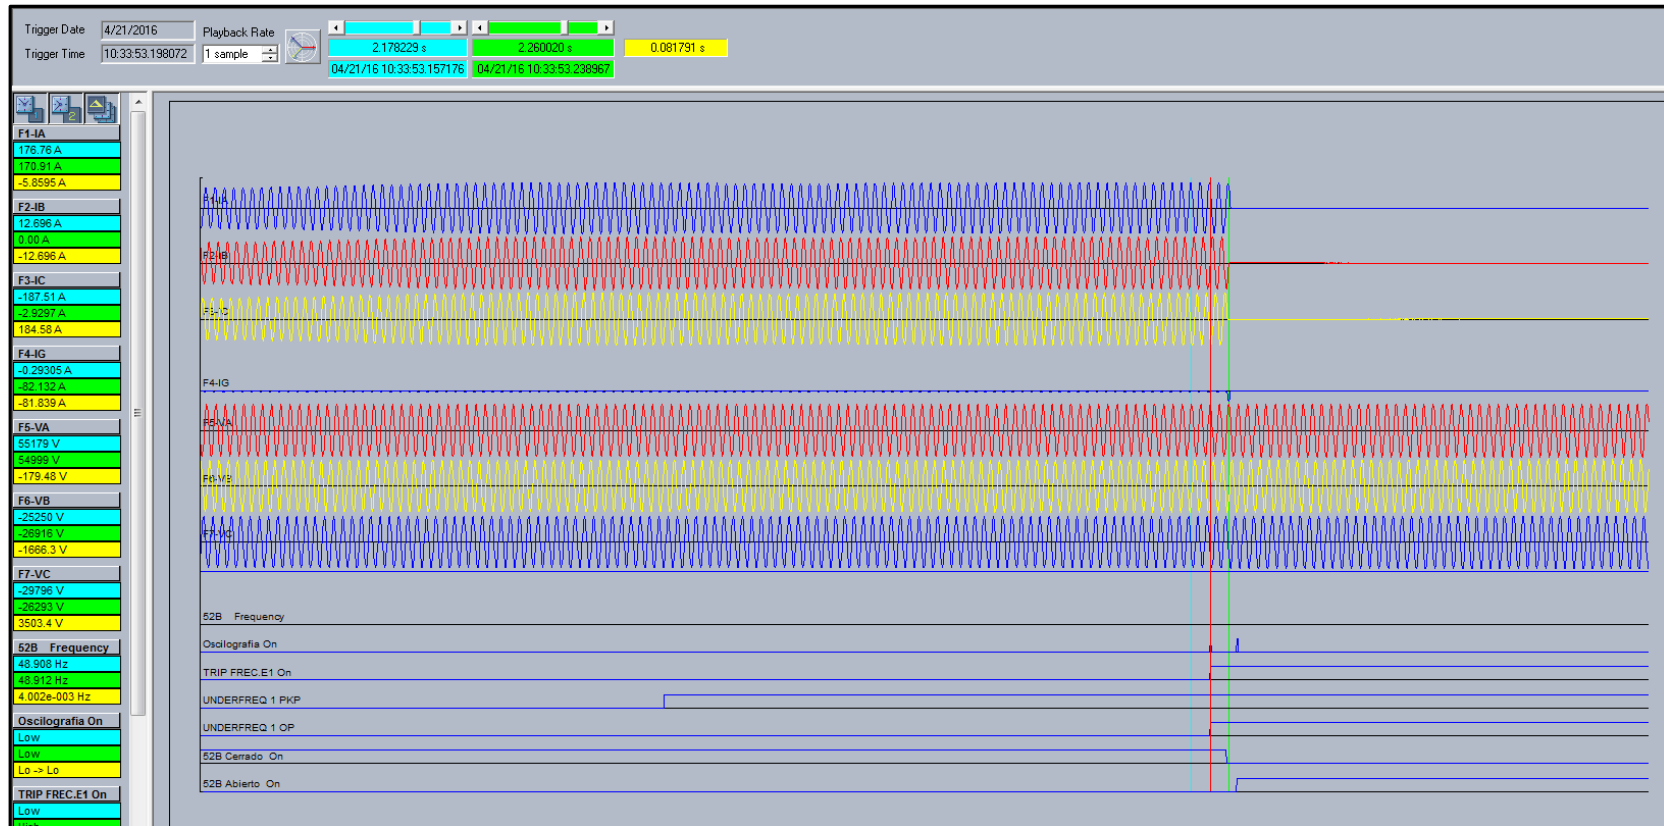 Trigger Date 4/21/2016
Trigger Time 10:33:53.198072
Playback Rate
1 sample
2.178229 s
04/21/16 10:33:53.157176
2.260020 s
04/21/16 10:33:53.238967
0.081791 s
F1-IA
176.76 A
170.91 A
-5.8595 A
F2-IB
12.696 A
0.00 A
-12.696 A
F3-IC
-187.51 A
-2.9297 A
184.58 A
F4-IG
-0.29305 A
-82.132 A
-81.839 A
F5-VA
55179 V
54999 V
-179.48 V
F6-VB
-25250 V
-26916 V
-1666.3 V
F7-VC
-29796 V
-26293 V
3503.4 V
52B Frequency
48.908 Hz
48.912 Hz
4.002e-003 Hz
Oscilografia On
Low
Low
Lo -> Lo
TRIP FREC.E1 On
Low
High
F1-IA
F2-IB
F3-IC
F4-IG
F5-VA
F6-VB
F7-VC
52B Frequency
Oscilografia On
TRIP FREC.E1 On
UNDERFREQ 1 PKP
UNDERFREQ 1 OP
52B Cerrado On
52B Abierto On